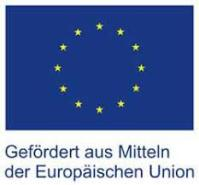 Gefördert aus Mitteln
der Europäischen Union